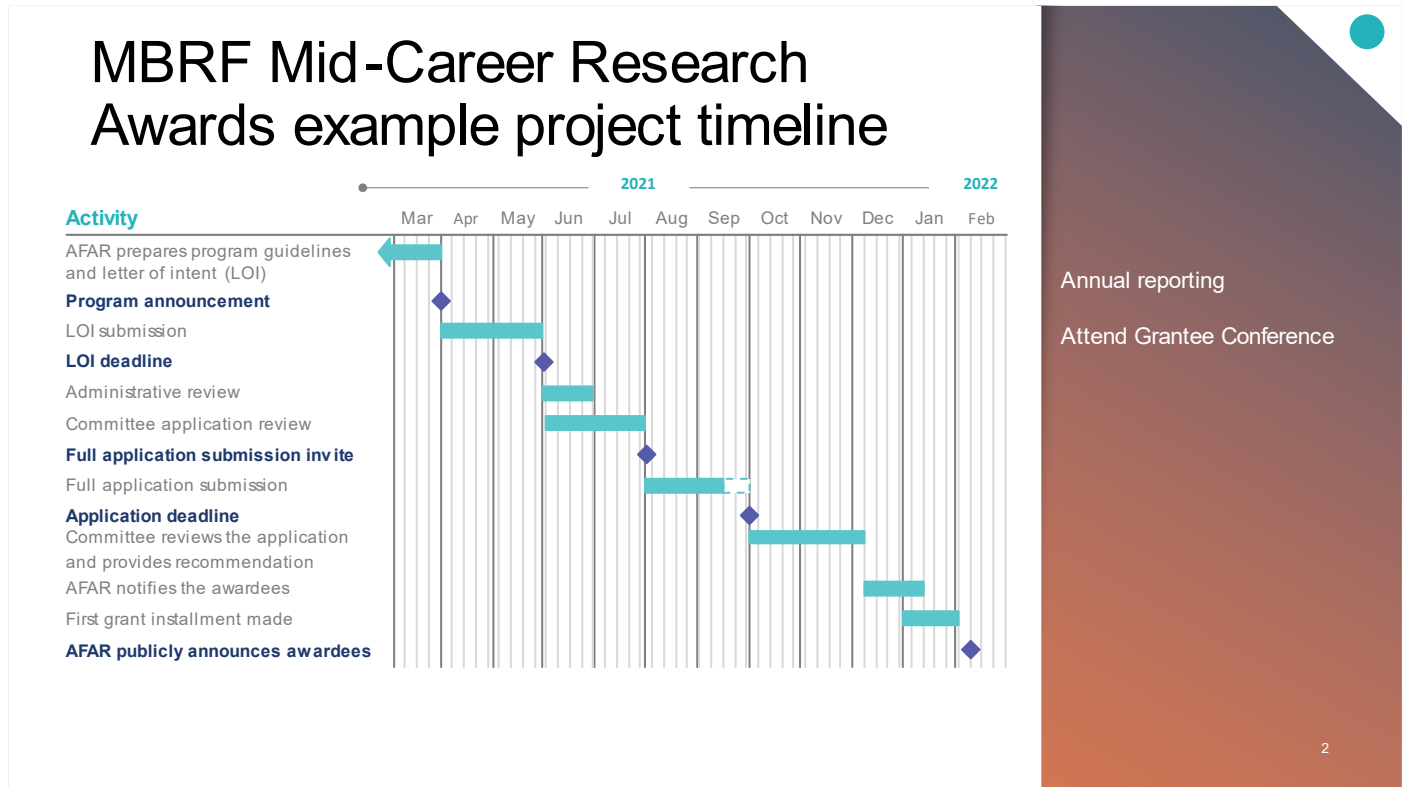 MBRF Mid-Career Research
Awards example project timeline
2021 2022
Activity Mar Apr May Jun Jul Aug Sep Oct Nov Dec Jan Feb
AFAR prepares program guidelines
and letter of intent (LOI)
Program announcement
LOI submission
LOI deadline
Administrative review
Committee application review
Full application submission invite
Full application submission
Application deadline
Committee reviews the application
and provides recommendation
AFAR notifies the awardees
First grant installment made
AFAR publicly announces awardees
Annual reporting
Attend Grantee Conference
2